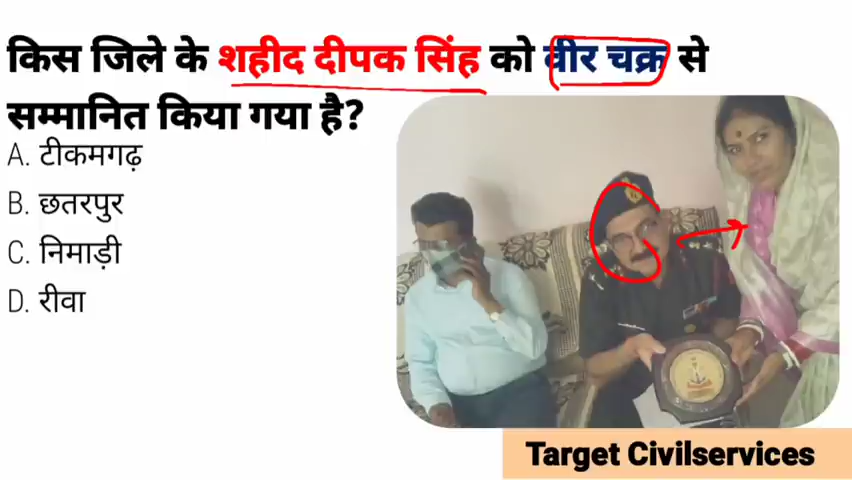 किस जिले के शहीद दीपक सिंह को वीर चक्र से
सम्मानित किया गया है?
A. टीकमगढ़
B. छतरपुर
C. निमाड़ी
D. रीवा
Target Civilservices